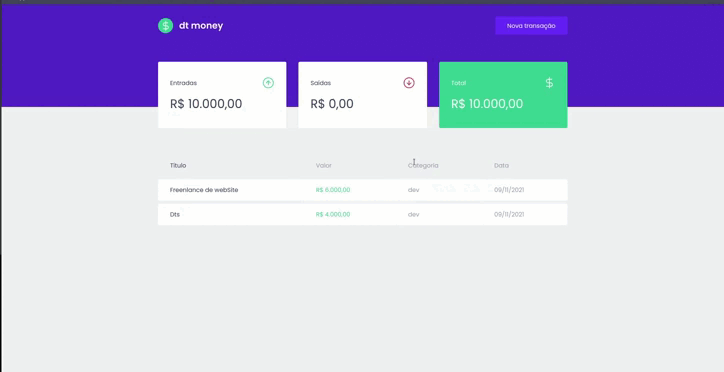 dt money
Nova transação
Entradas
R$ 10.000,00
Saídas
R$ 0,00
Total
R$ 10.000,00
Título Valor Categoria Data
Freenlance de webSite R$ 6.000,00 dev 09/11/2021
Dts R$ 4.000,00 dev 09/11/2021